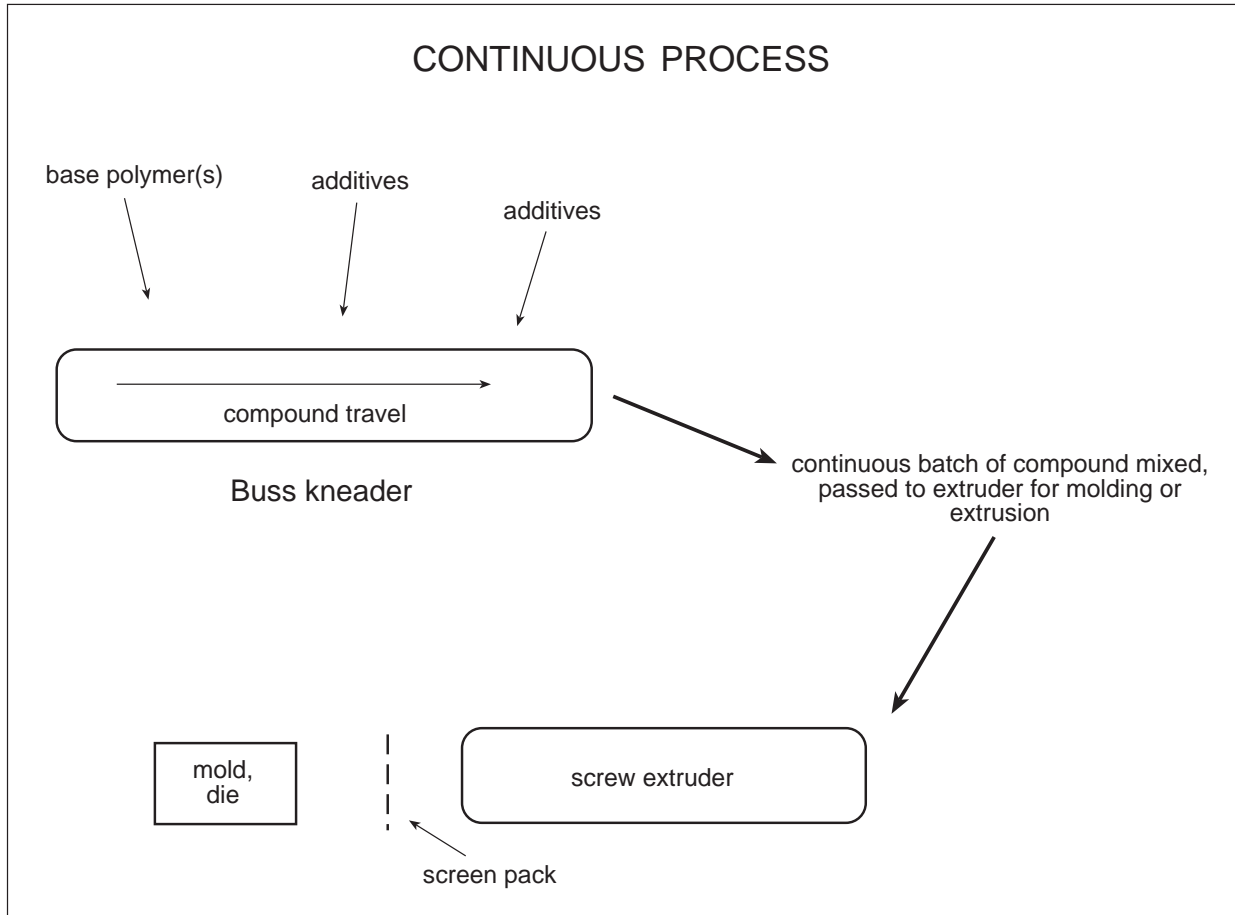 CONTINUOUS PROCESS
base polymer(s)
additives
additives
compound travel
Buss kneader
continuous batch of compound mixed,
passed to extruder for molding or
extrusion
mold,
die
screw extruder
screen pack